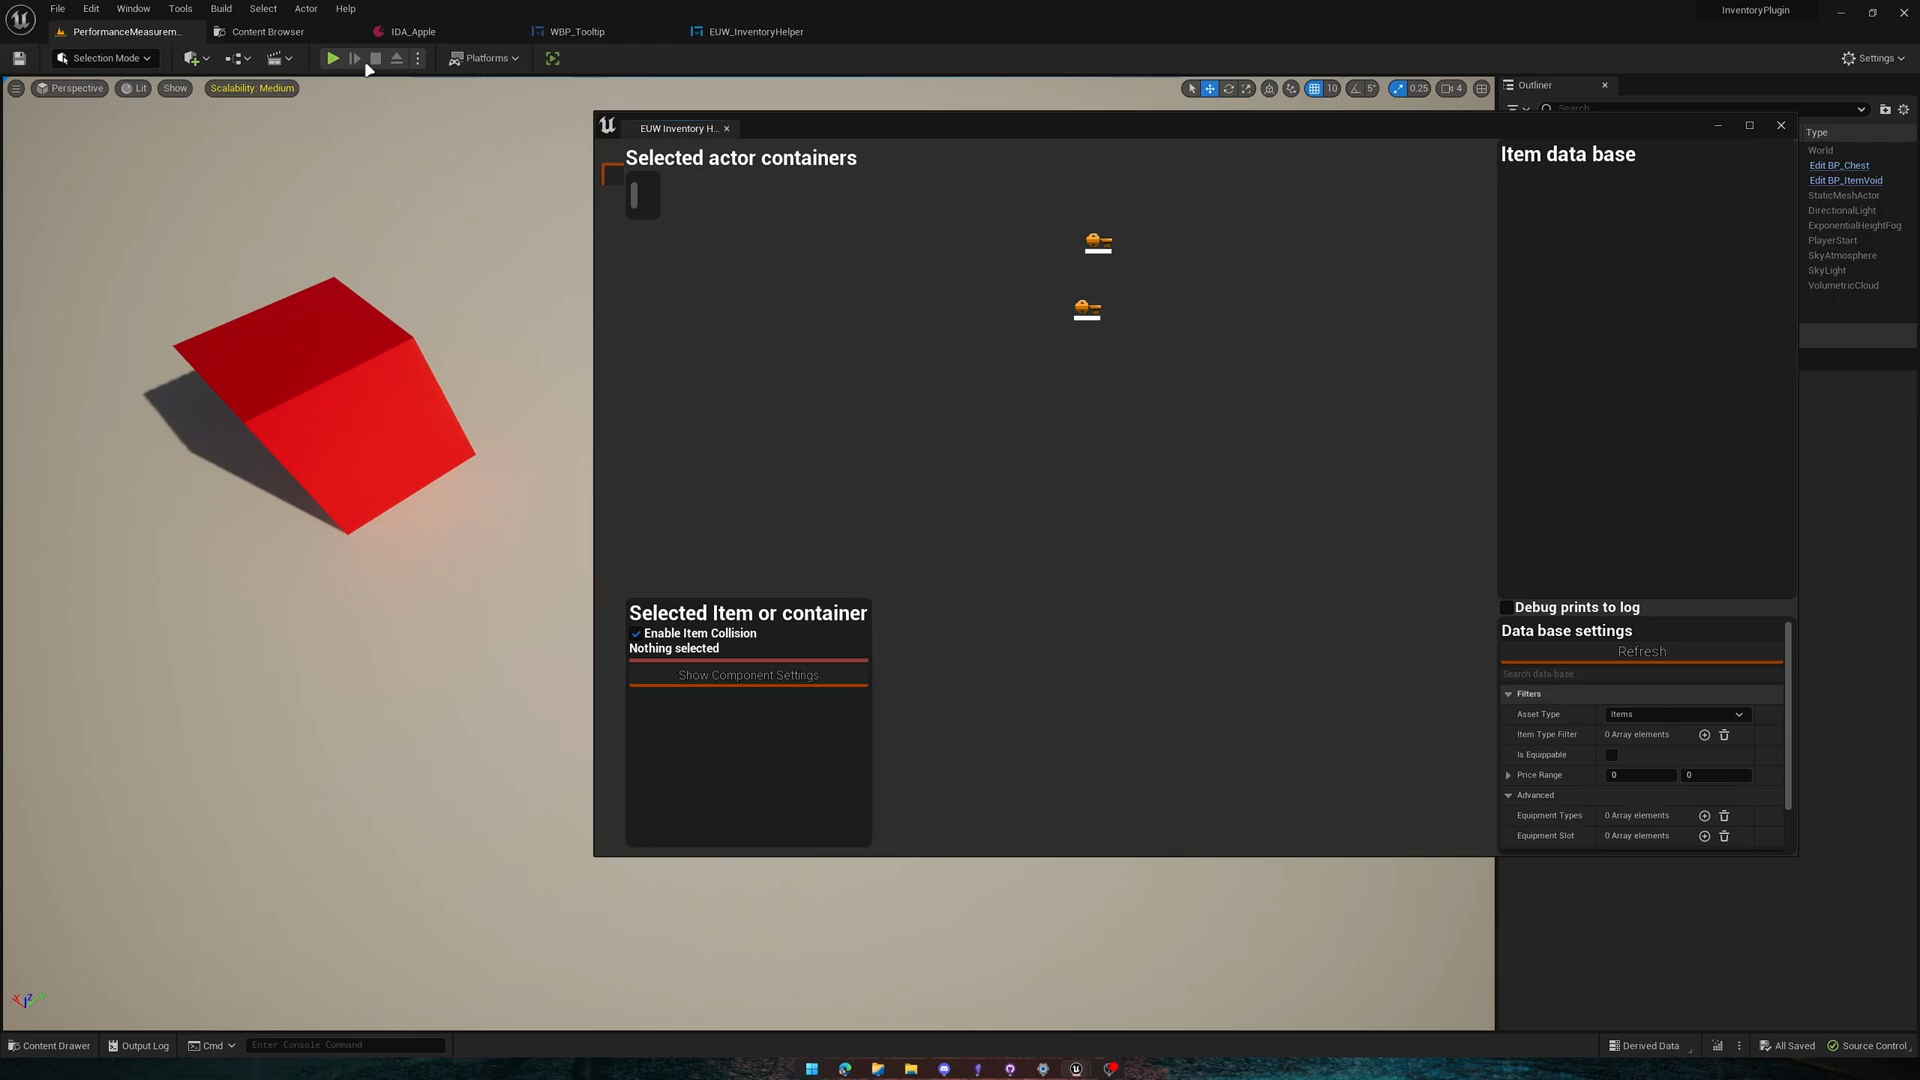 File Edit Window Tools Build Select Actor Help
InventoryPlugin
PerformanceMeasurem...
Content Browser
IDA_Apple
WBP_Tooltip
EUW_InventoryHelper
Selection Mode
Platforms
Settings
Perspective
Lit
Show
Scalability: Medium
10
5°
0.25
4
Outliner
Search...
EUW Inventory H...
Type
World
Edit BP_Chest
Edit BP_ItemVoid
StaticMeshActor
DirectionalLight
ExponentialHeightFog
PlayerStart
SkyAtmosphere
SkyLight
VolumetricCloud
Selected actor containers
Item data base
Selected Item or container
Enable Item Collision
Nothing selected
Show Component Settings
Debug prints to log
Data base settings
Refresh
Search data base...
Filters
Asset Type Items
Item Type Filter 0 Array elements
Is Equippable
Price Range 0 0
Advanced
Equipment Types 0 Array elements
Equipment Slot 0 Array elements
X Z Y
Content Drawer
Output Log
Cmd
Enter Console Command
Derived Data
All Saved
Source Control